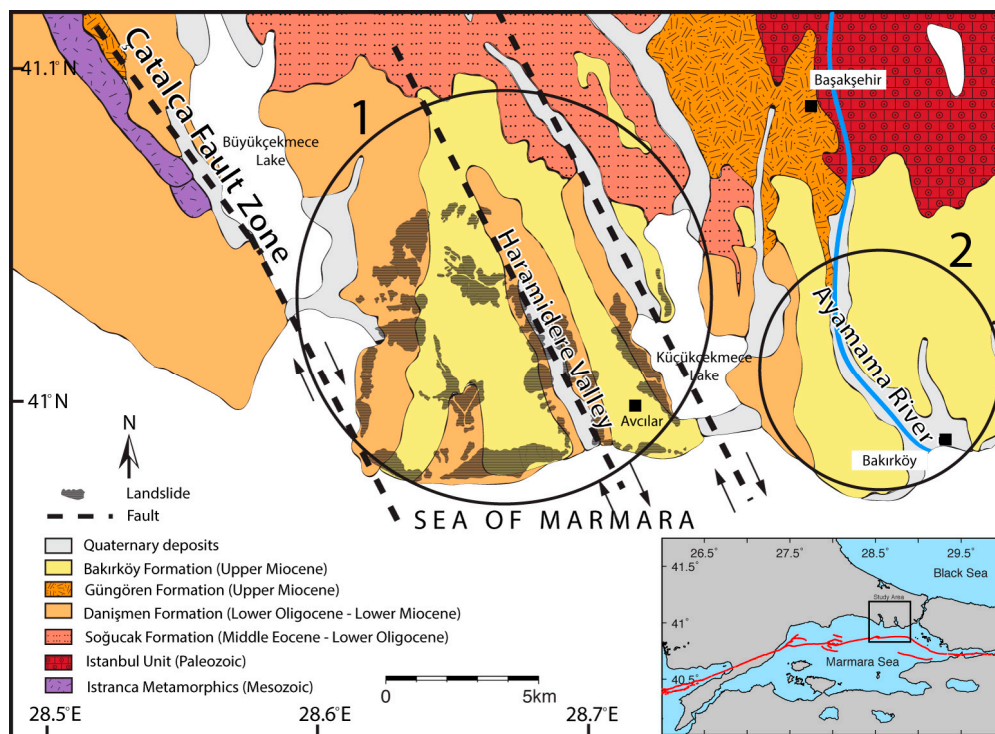 41.1°N
Çatalça Fault Zone
Büyükçekmece
Lake
1
Haramidere Valley
Başakşehir
2
Ayamama River
Küçükçekmece
Lake
41°N
Avcılar
Bakırköy
N
SEA OF MARMARA
Landslide
Fault
Quaternary deposits
Bakırköy Formation (Upper Miocene)
Güngören Formation (Upper Miocene)
Danişmen Formation (Lower Oligocene - Lower Miocene)
Soğucak Formation (Middle Eocene - Lower Oligocene)
Istanbul Unit (Paleozoic)
Istranca Metamorphics (Mesozoic)
0 5km
28.5°E 28.6°E 28.7°E
26.5° 27.5° 28.5° 29.5°
41.5°
Black Sea
Study Area
41°
Marmara Sea
40.5°